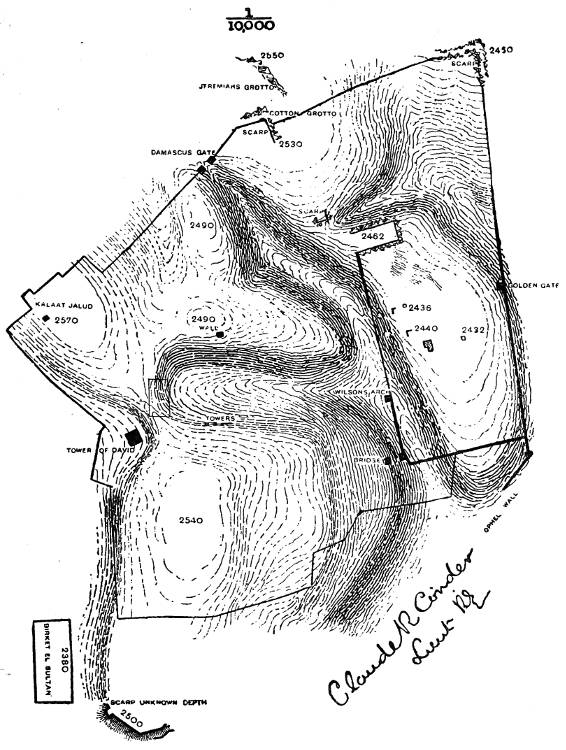 1
10,000
2550
JEREMIAHS GROTTO
2450
SCARP
COTTON GROTTO
SCARP
2530
DAMASCUS GATE
SCARP
2490
2462
GOLDEN GATE
KALAAT JALUD
2570
2436
2490
WALL
2440
2432
WILSONS ARCH
TOWERS
TOWER OF DAVID
BRIDGE
OPHEL WALL
2540
Claude R Conder
Lieut RE
BIRKET EL SULTAN
2380
SCARP UNKNOWN DEPTH
2500